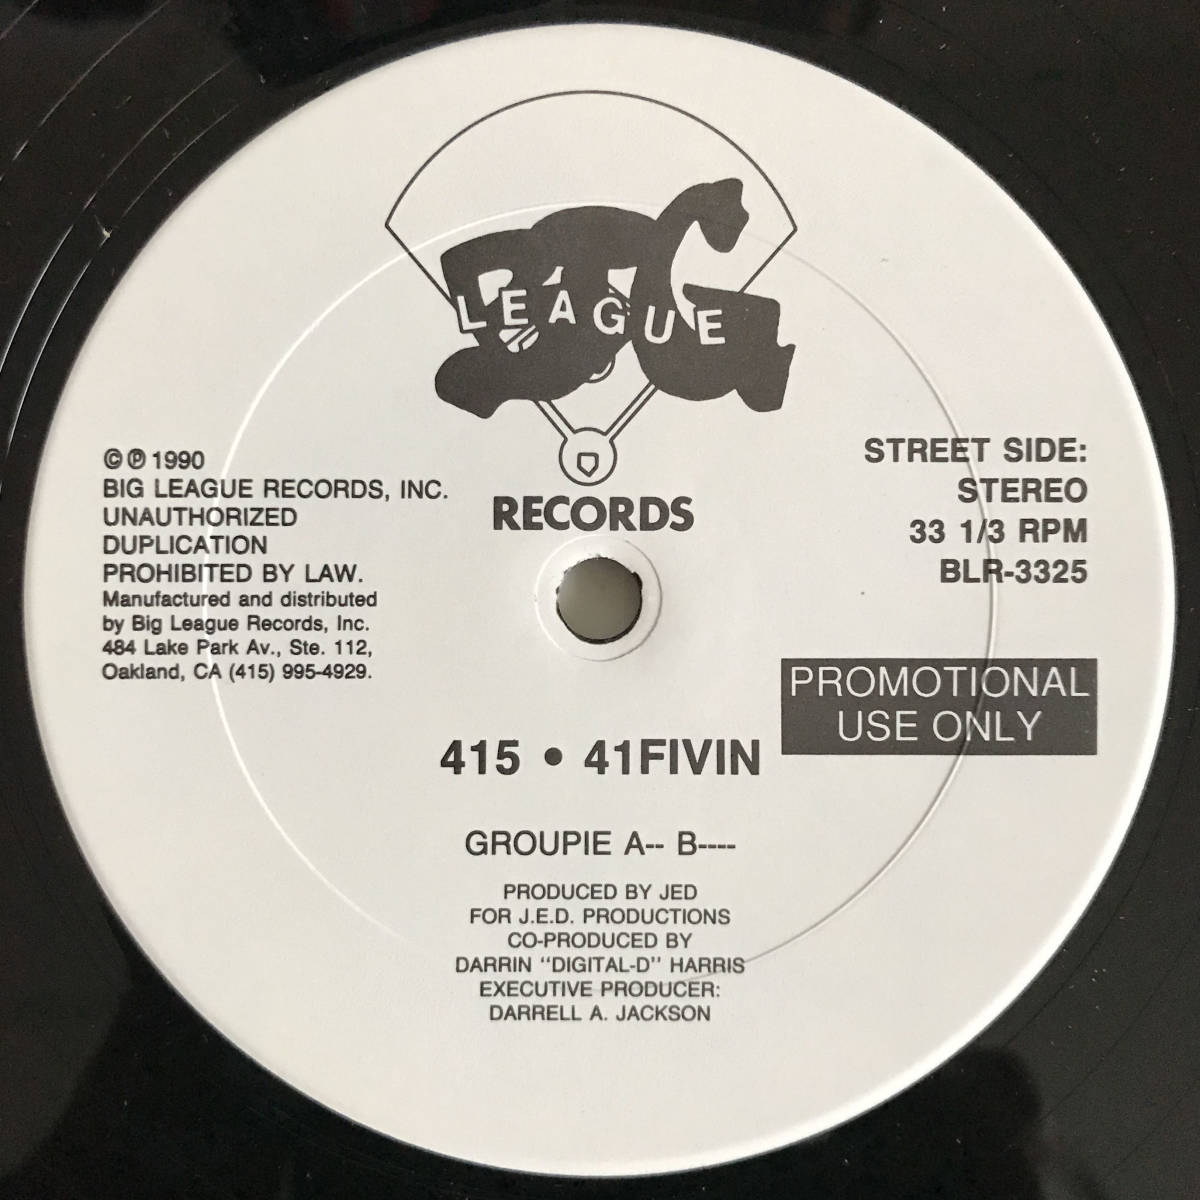 BIG
LEAGUE
RECORDS
© ℗ 1990
BIG LEAGUE RECORDS, INC.
UNAUTHORIZED
DUPLICATION
PROHIBITED BY LAW.
Manufactured and distributed
by Big League Records, Inc.
484 Lake Park Av., Ste. 112,
Oakland, CA (415) 995-4929.
STREET SIDE:
STEREO
33 1/3 RPM
BLR-3325
PROMOTIONAL
USE ONLY
415 • 41FIVIN
GROUPIE A-- B----
PRODUCED BY JED
FOR J.E.D. PRODUCTIONS
CO-PRODUCED BY
DARRIN "DIGITAL-D" HARRIS
EXECUTIVE PRODUCER:
DARRELL A. JACKSON